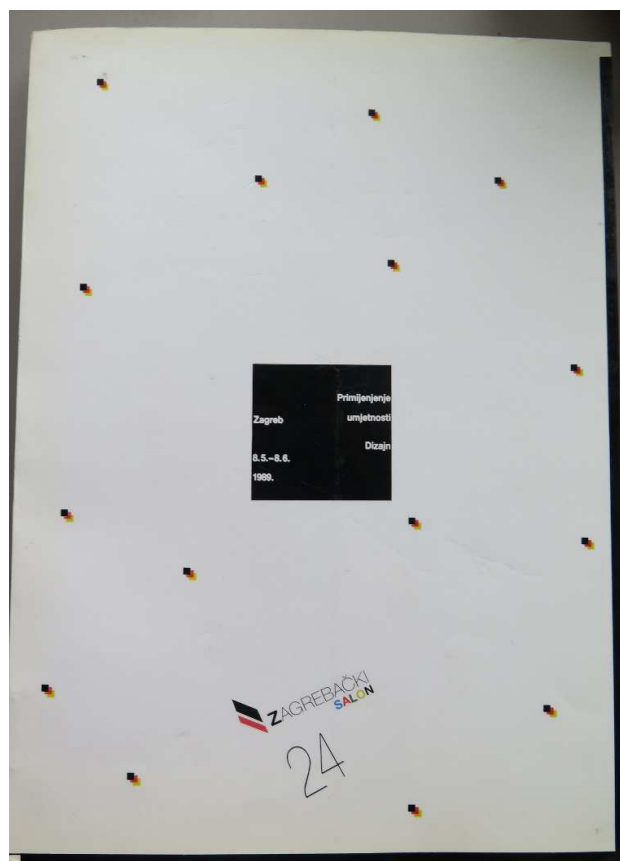 Primijenjenje
Zagreb umjetnosti
Dizajn
8.5.–8.6.
1989.
ZAGREBAČKI
SALON
24